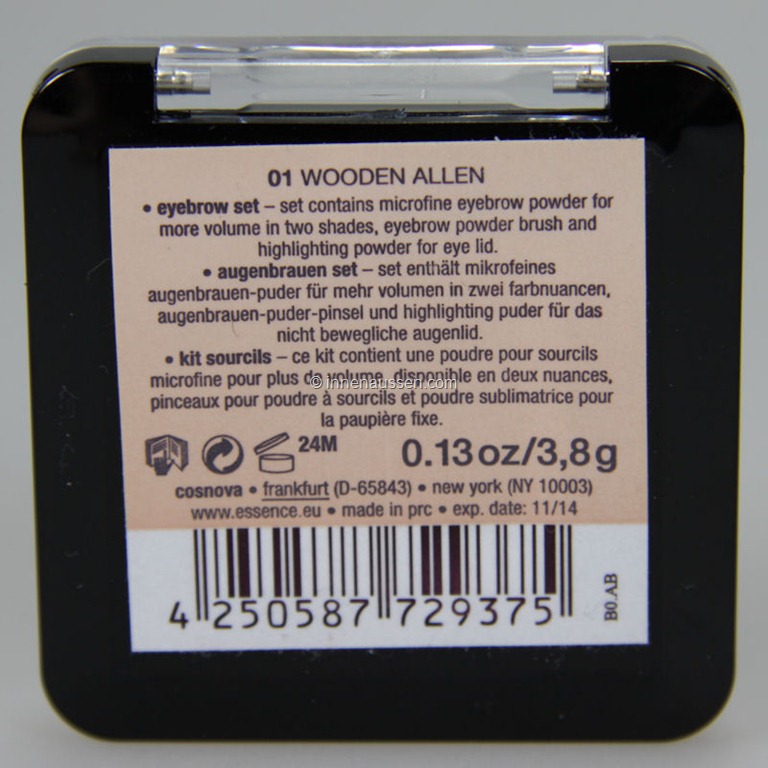 01 WOODEN ALLEN
• eyebrow set – set contains microfine eyebrow powder for
more volume in two shades, eyebrow powder brush and
highlighting powder for eye lid.
• augenbrauen set – set enthält mikrofeines
augenbrauen-puder für mehr volumen in zwei farbnuancen,
augenbrauen-puder-pinsel und highlighting puder für das
nicht bewegliche augenlid.
• kit sourcils – ce kit contient une poudre pour sourcils
microfine pour plus de volume, disponible en deux nuances,
© innenaussen.com
pinceaux pour poudre à sourcils et poudre sublimatrice pour
la paupière fixe.
24M 0.13oz/3,8g
cosnova • frankfurt (D-65843) • new york (NY 10003)
www.essence.eu • made in prc • exp. date: 11/14
4 250587 729375
B0.AB